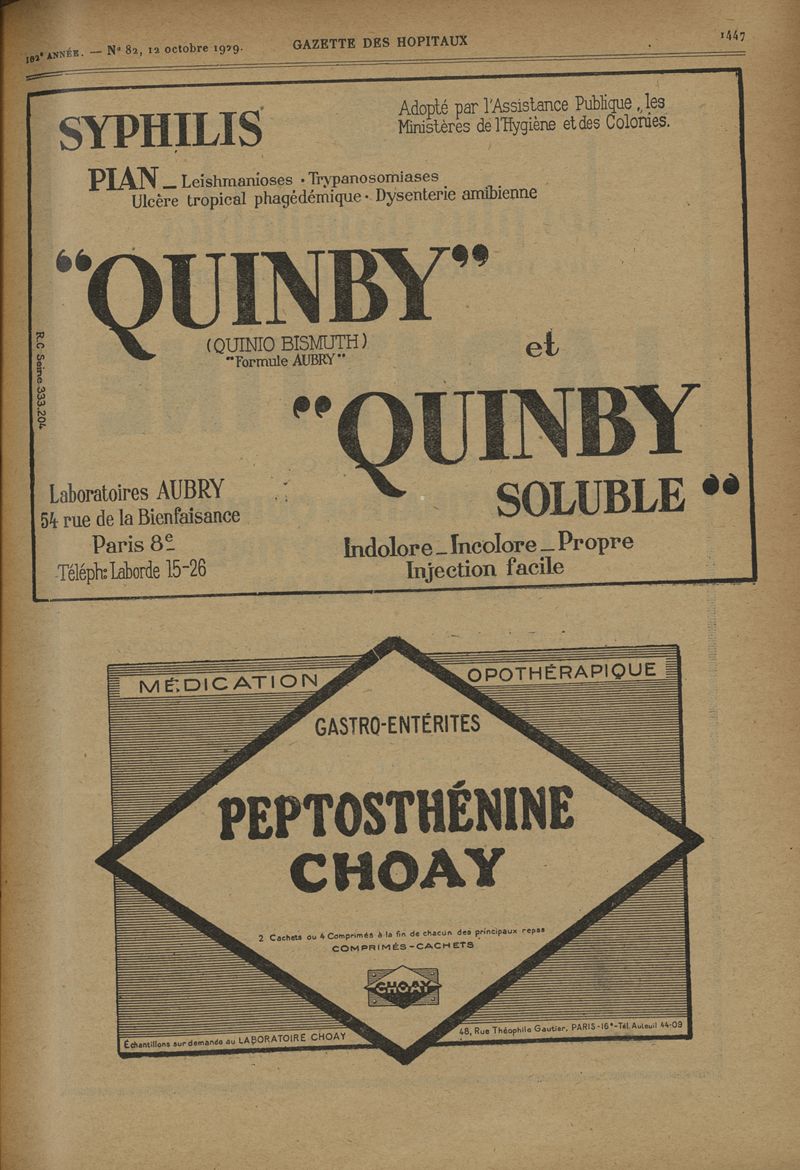 102ᵉ ANNÉE. — Nº 82, 12 octobre 1929.
GAZETTE DES HOPITAUX
1447
SYPHILIS
Adopté par l'Assistance Publique, les
Ministères de l'Hygiène et des Colonies.
PIAN — Leishmanioses • Trypanosomiases
Ulcère tropical phagédémique • Dysenterie amibienne
“QUINBY”
(QUINIO BISMUTH)
“Formule AUBRY”
et
“QUINBY
SOLUBLE”
R.C Seine 333.204
Laboratoires AUBRY
54 rue de la Bienfaisance
Paris 8e
Téléph: Laborde 15-26
Indolore — Incolore — Propre
Injection facile
MÉDICATION OPOTHÉRAPIQUE
GASTRO-ENTÉRITES
PEPTOSTHÉNINE
CHOAY
2 Cachets ou 4 Comprimés à la fin de chacun des principaux repas
COMPRIMÉS-CACHETS
CHOAY
Échantillons sur demande au LABORATOIRE CHOAY
48, Rue Théophile Gautier, PARIS-16ᵉ-Tél. Auteuil 44-09